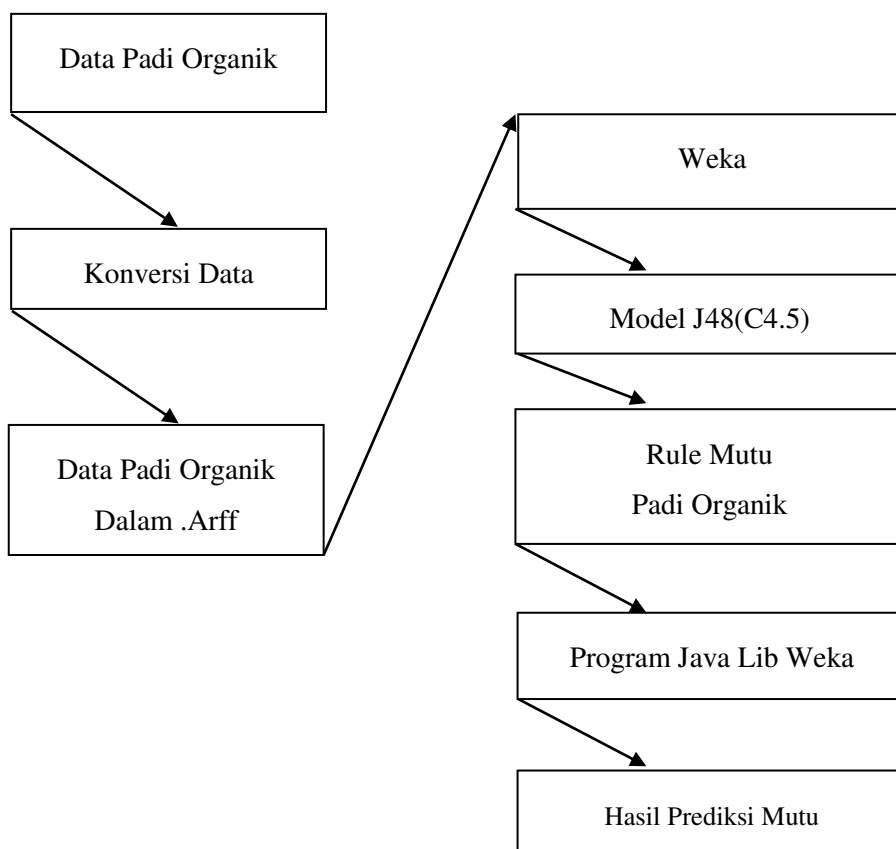 Data Padi Organik
Konversi Data
Data Padi Organik
Dalam .Arff
Weka
Model J48(C4.5)
Rule Mutu
Padi Organik
Program Java Lib Weka
Hasil Prediksi Mutu